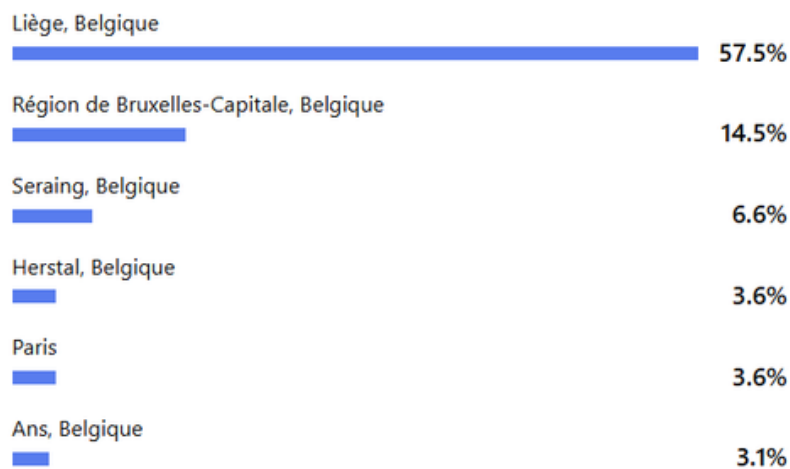 Liège, Belgique
57.5%
Région de Bruxelles-Capitale, Belgique
14.5%
Seraing, Belgique
6.6%
Herstal, Belgique
3.6%
Paris
3.6%
Ans, Belgique
3.1%